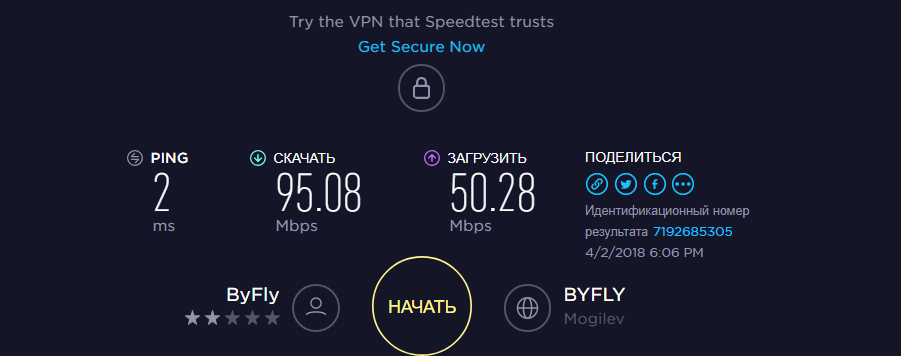 Try the VPN that Speedtest trusts
Get Secure Now
PING
2
ms
СКАЧАТЬ
95.08
Mbps
ЗАГРУЗИТЬ
50.28
Mbps
ПОДЕЛИТЬСЯ
Идентификационный номер
результата 7192685305
4/2/2018 6:06 PM
ByFly
НАЧАТЬ
BYFLY
Mogilev